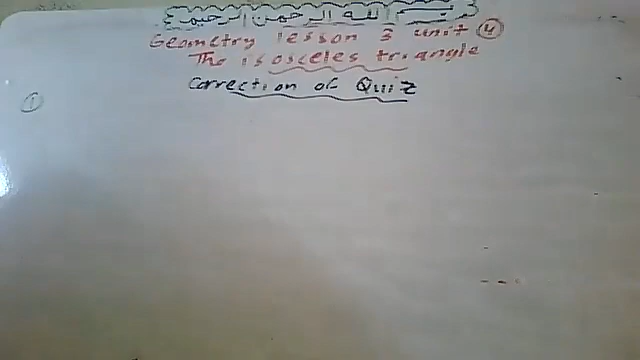 بسم الله الرحمن الرحيم
Geometry lesson 3 unit 4
The isosceles triangle
Correction of Quiz
1